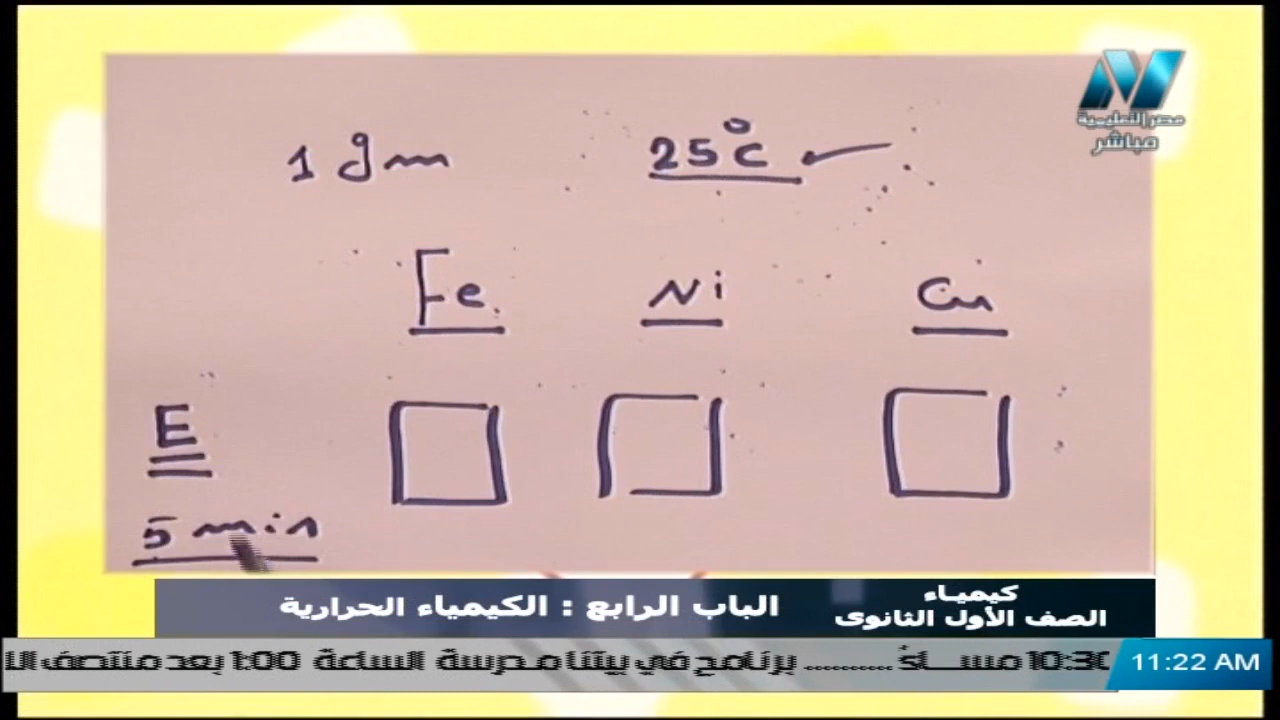 مصر التعليمية
مباشر
1 gm 25°c
Fe Ni Cu
E
5 min
كيمياء
الصف الأول الثانوى
الباب الرابع : الكيمياء الحرارية
10:30 مساءً .......... برنامج في بيتنا مدرسة الساعة 1:00 بعد منتصف
11:22 AM